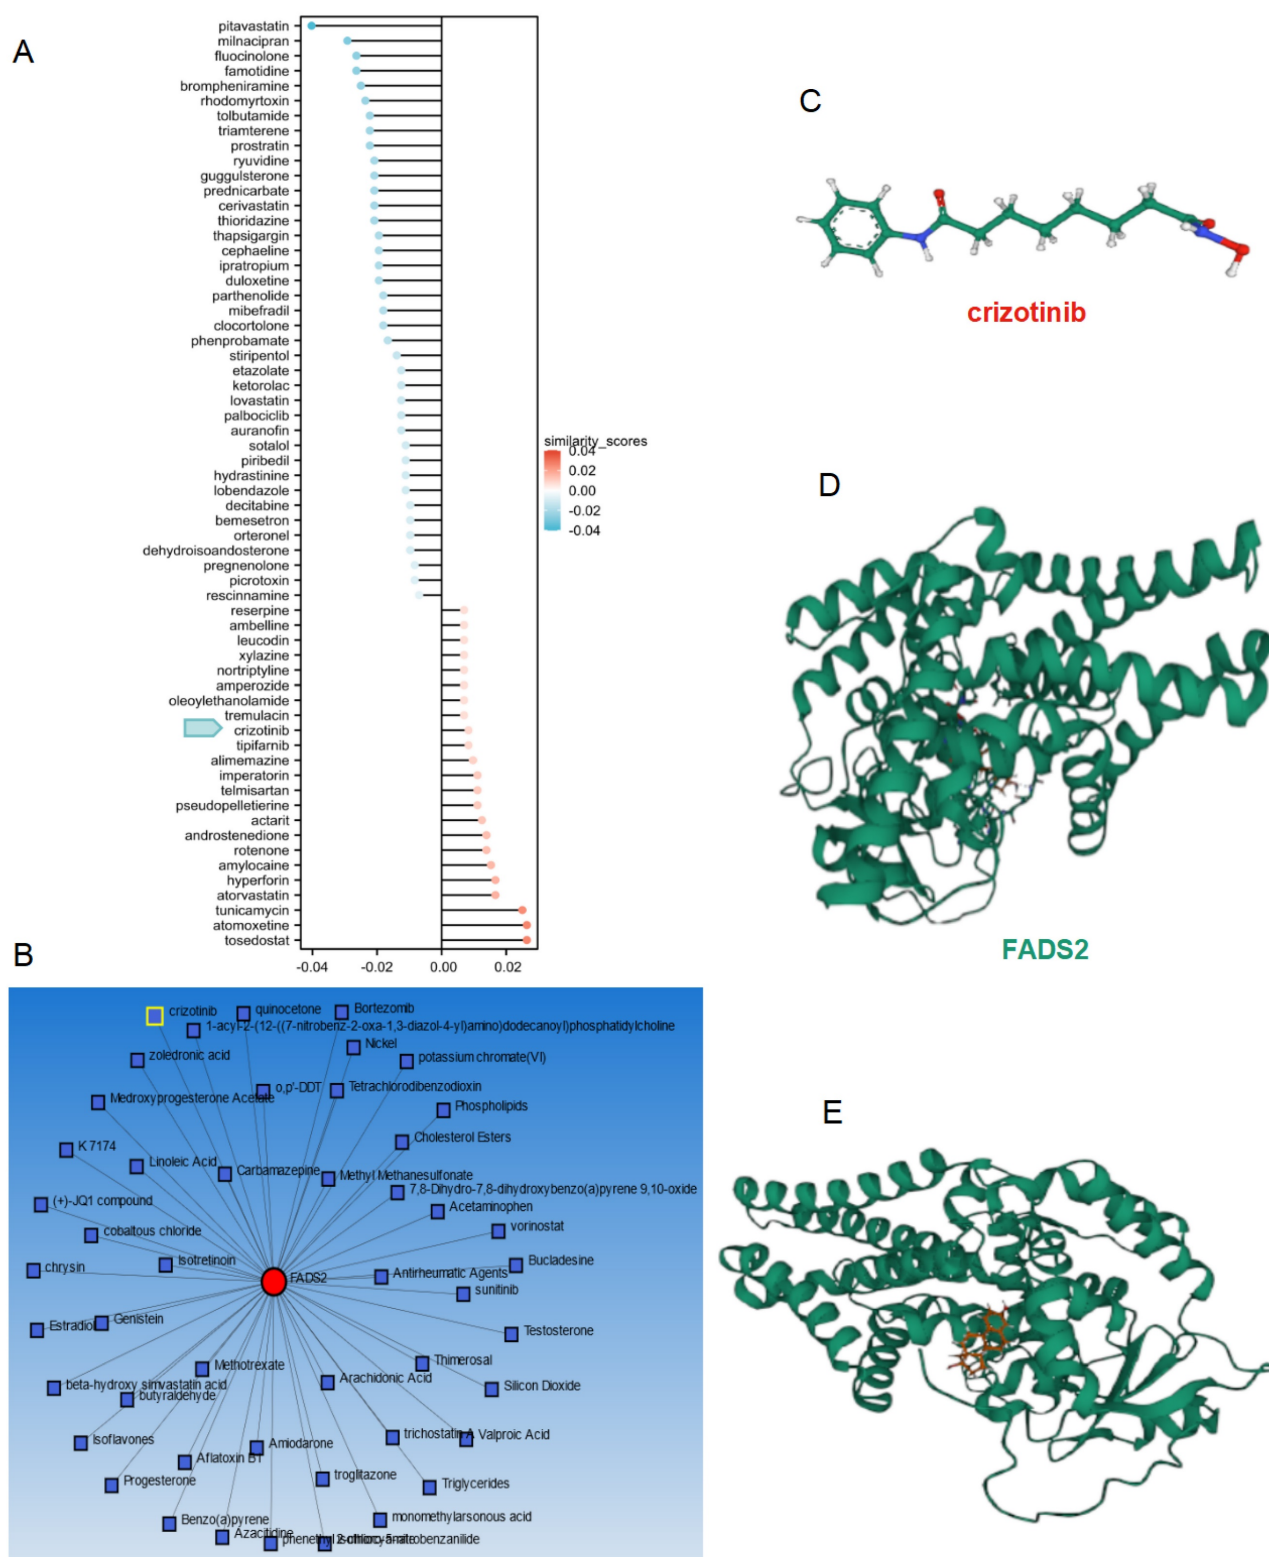 A
pitavastatin
milnacipran
fluocinolone
famotidine
brompheniramine
rhodomyrtoxin
tolbutamide
triamterene
prostratin
ryuvidine
guggulsterone
prednicarbate
cerivastatin
thioridazine
thapsigargin
cephaeline
ipratropium
duloxetine
parthenolide
mibefradil
clocortolone
phenprobamate
stiripentol
etazolate
ketorolac
lovastatin
palbociclib
auranofin
sotalol
piribedil
hydrastinine
lobendazole
decitabine
bemesetron
orteronel
dehydroisoandosterone
pregnenolone
picrotoxin
rescinnamine
reserpine
ambelline
leucodin
xylazine
nortriptyline
amperozide
oleoylethanolamide
tremulacin
crizotinib
tipifarnib
alimemazine
imperatorin
telmisartan
pseudopelletierine
actarit
androstenedione
rotenone
amylocaine
hyperforin
atorvastatin
tunicamycin
atomoxetine
tosedostat
-0.04 -0.02 0.00 0.02
similarity_scores
0.04
0.02
0.00
-0.02
-0.04
B
crizotinib
quinocetone
Bortezomib
1-acyl-2-(12-((7-nitrobenz-2-oxa-1,3-diazol-4-yl)amino)dodecanoyl)phosphatidylcholine
zoledronic acid
Nickel
potassium chromate(VI)
o,p'-DDT
Tetrachlorodibenzodioxin
Medroxyprogesterone Acetate
Phospholipids
K 7174
Cholesterol Esters
Linoleic Acid
Carbamazepine
Methyl Methanesulfonate
7,8-Dihydro-7,8-dihydroxybenzo(a)pyrene 9,10-oxide
(+)-JQ1 compound
Acetaminophen
cobaltous chloride
vorinostat
chrysin
Isotretinoin
FADS2
Antirheumatic Agents
Bucladesine
sunitinib
Estradiol
Genistein
Testosterone
Methotrexate
Thimerosal
beta-hydroxy simvastatin acid
butyraldehyde
Arachidonic Acid
Silicon Dioxide
Isoflavones
Amiodarone
trichostatin A
Valproic Acid
Aflatoxin B1
Progesterone
troglitazone
Triglycerides
Benzo(a)pyrene
Azacitidine
monomethylarsonous acid
phenethyl isothiocyanate
2-chloro-5-nitrobenzanilide
C
crizotinib
D
FADS2
E